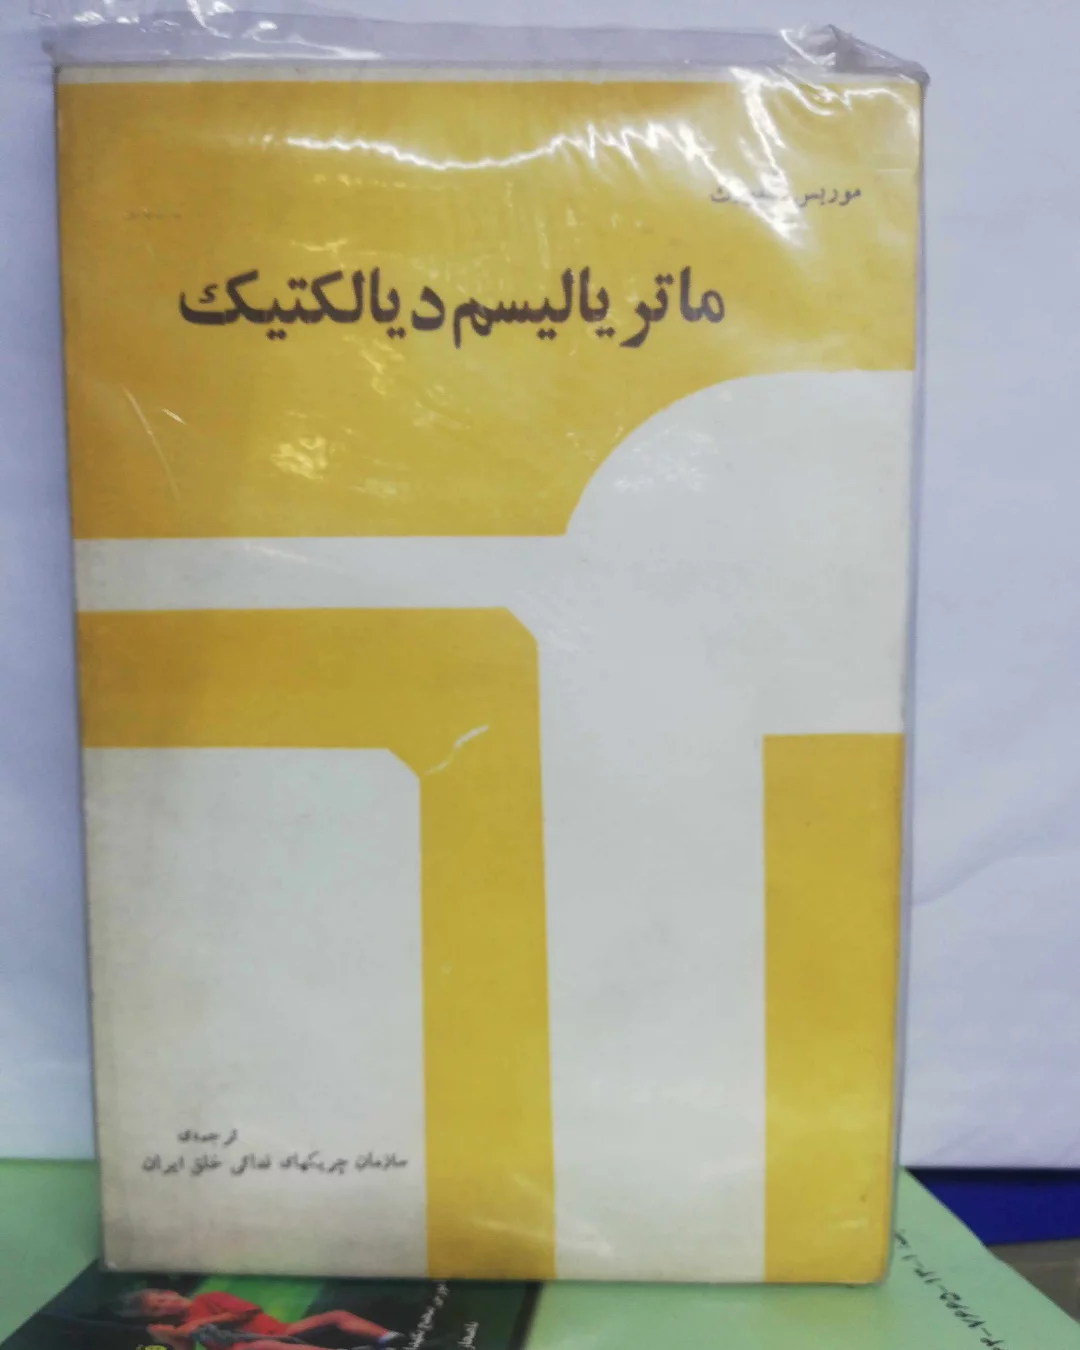 موریس
ماتریالیسم دیالکتیک
ترجمه‌ی
سازمان چریکهای فدائی خلق ایران